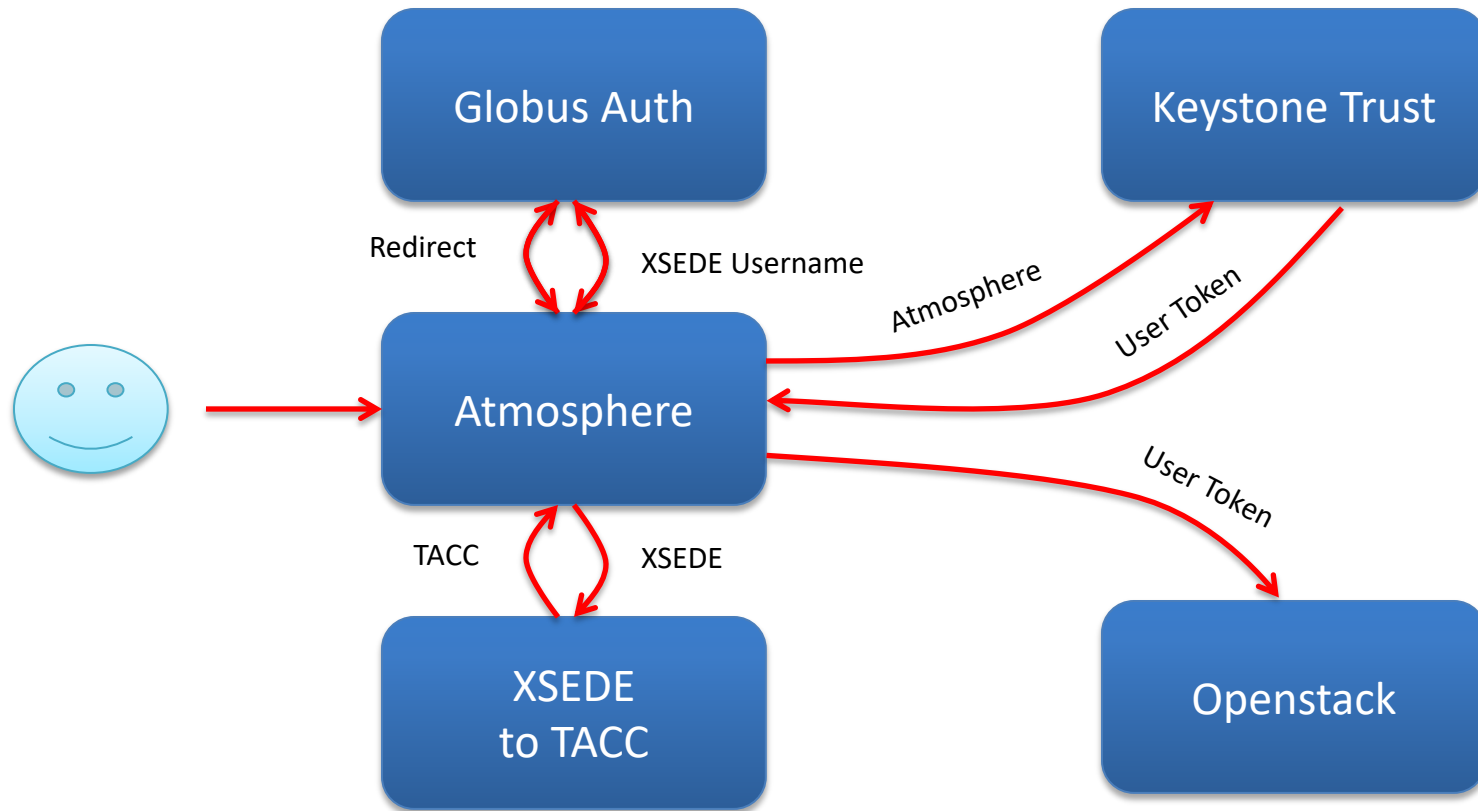 Globus Auth
Keystone Trust
Redirect
XSEDE Username
Atmosphere
User Token
Atmosphere
User Token
TACC
XSEDE
XSEDE
to TACC
Openstack